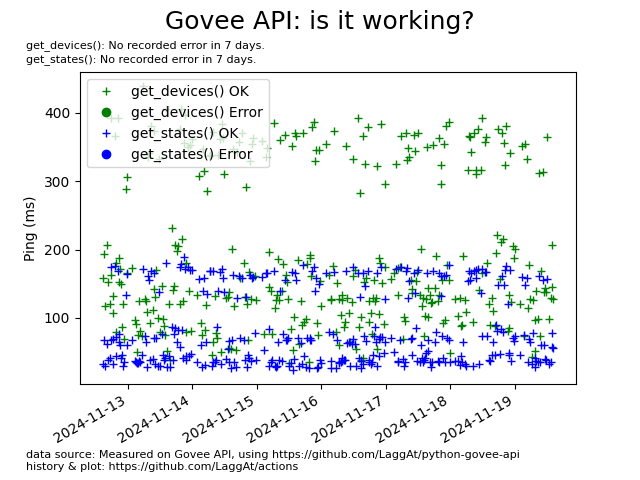 Govee API: is it working?
get_devices(): No recorded error in 7 days.
get_states(): No recorded error in 7 days.
get_devices() OK
get_devices() Error
get_states() OK
get_states() Error
400
300
200
100
Ping (ms)
2024-11-13
2024-11-14
2024-11-15
2024-11-16
2024-11-17
2024-11-18
2024-11-19
data source: Measured on Govee API, using https://github.com/LaggAt/python-govee-api
history & plot: https://github.com/LaggAt/actions